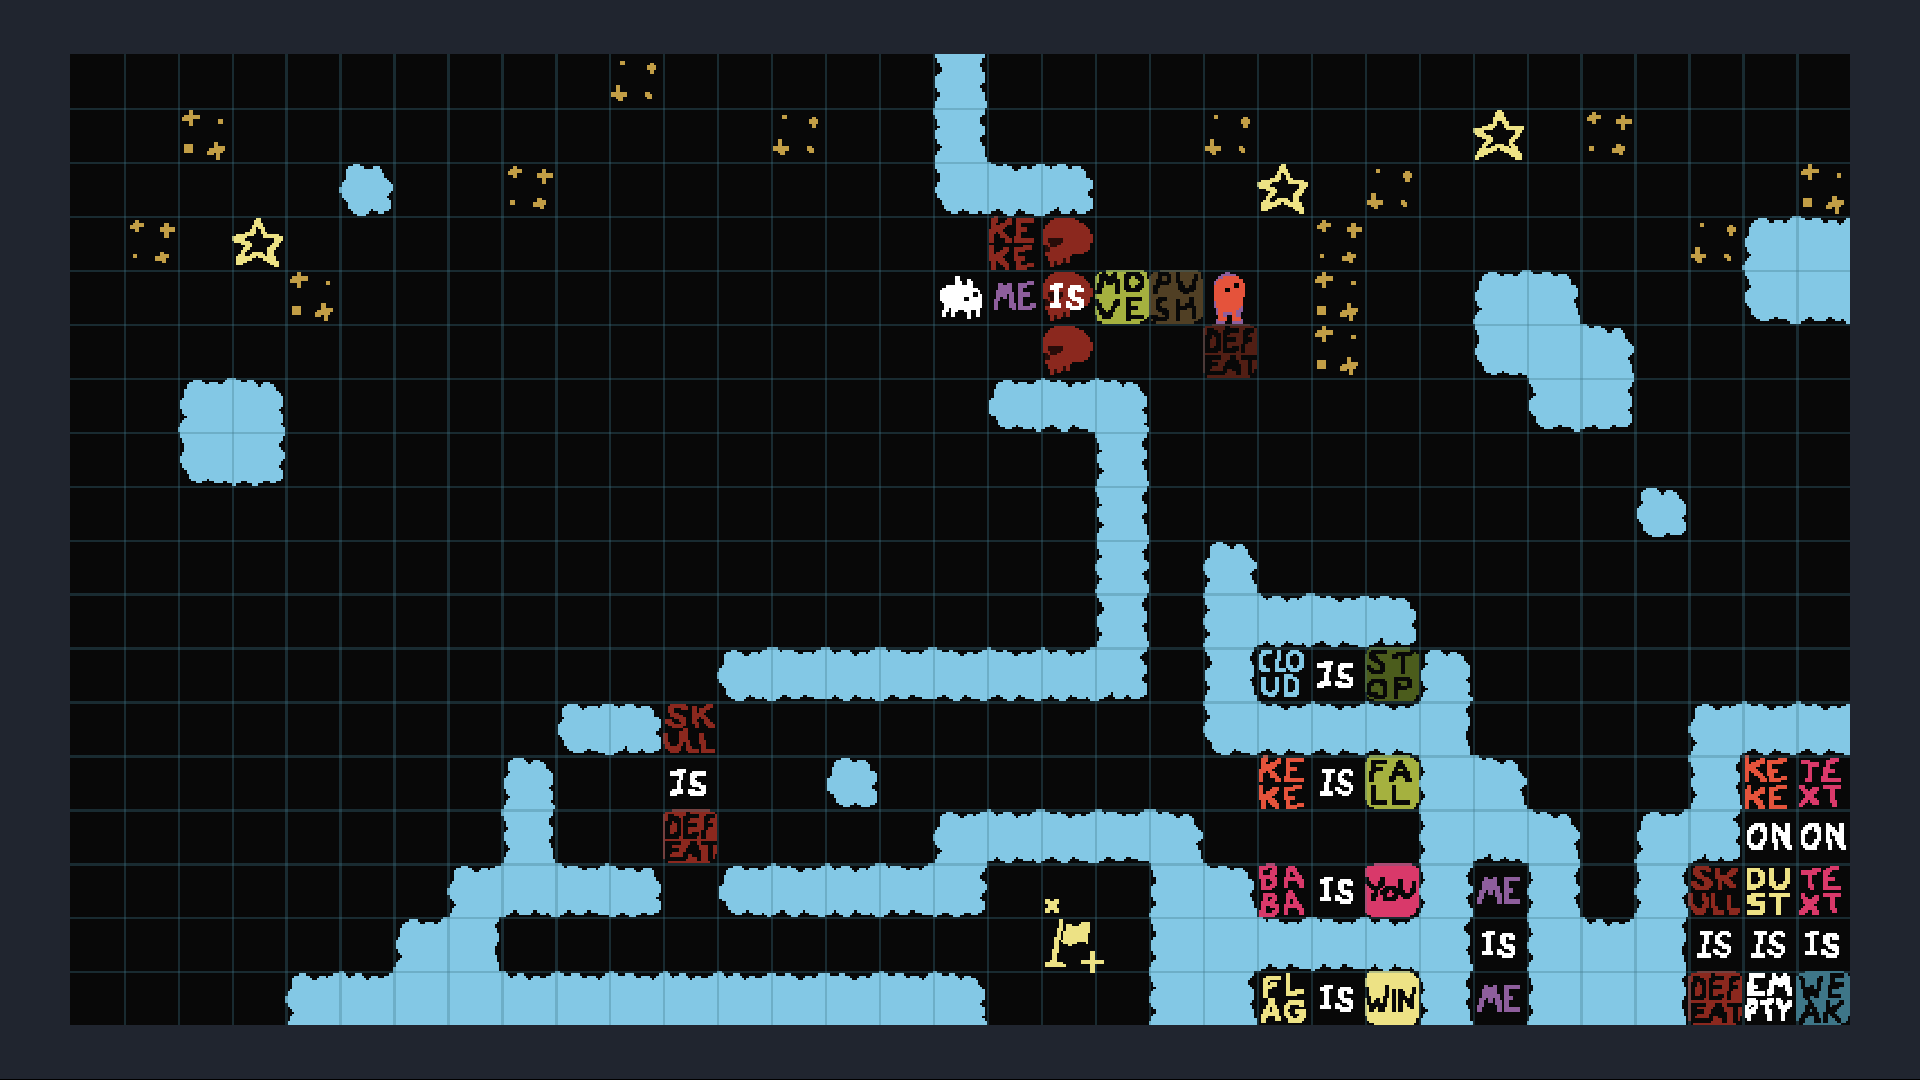 KEKE
ME IS MOVE PUSH
DEFEAT
CLOUD IS STOP
SKULL
IS
DEFEAT
KEKE IS FALL
KEKE TEXT
ON ON
BABA IS YOU
ME
SKULL DUST TEXT
IS
IS IS IS
FLAG IS WIN
ME
DEFEAT EMPTY WEAK